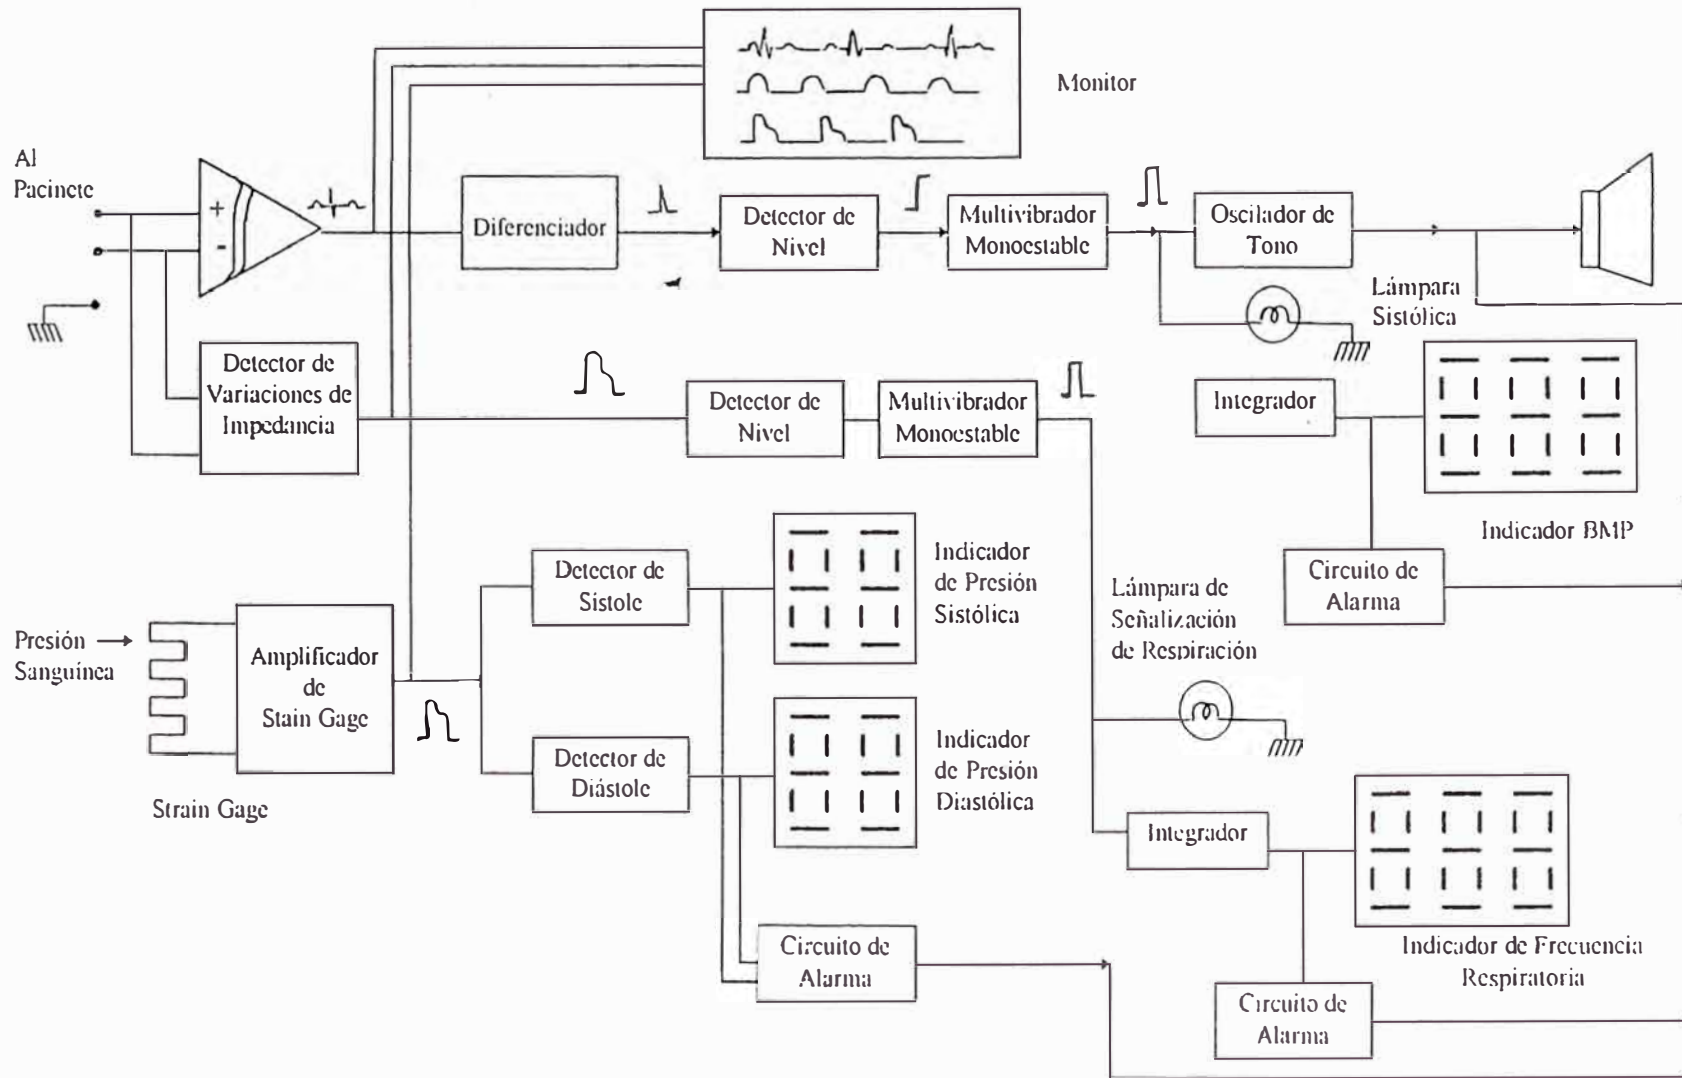 Monitor
Al
Pacinete
+
-
Diferenciador
Detector de
Nivel
Multivibrador
Monoestable
Oscilador de
Tono
Lámpara
Sistólica
Detector de
Variaciones de
Impedancia
Detector de
Nivel
Multivibrador
Monoestable
Integrador
Indicador BMP
Circuito de
Alarma
Presión
Sanguínea
Strain Gage
Amplificador
de
Stain Gage
Detector de
Sistole
Indicador
de Presión
Sistólica
Detector de
Diástole
Indicador
de Presión
Diastólica
Lámpara de
Señalización
de Respiración
Integrador
Indicador de Frecuencia
Respiratoria
Circuito de
Alarma
Circuito de
Alarma